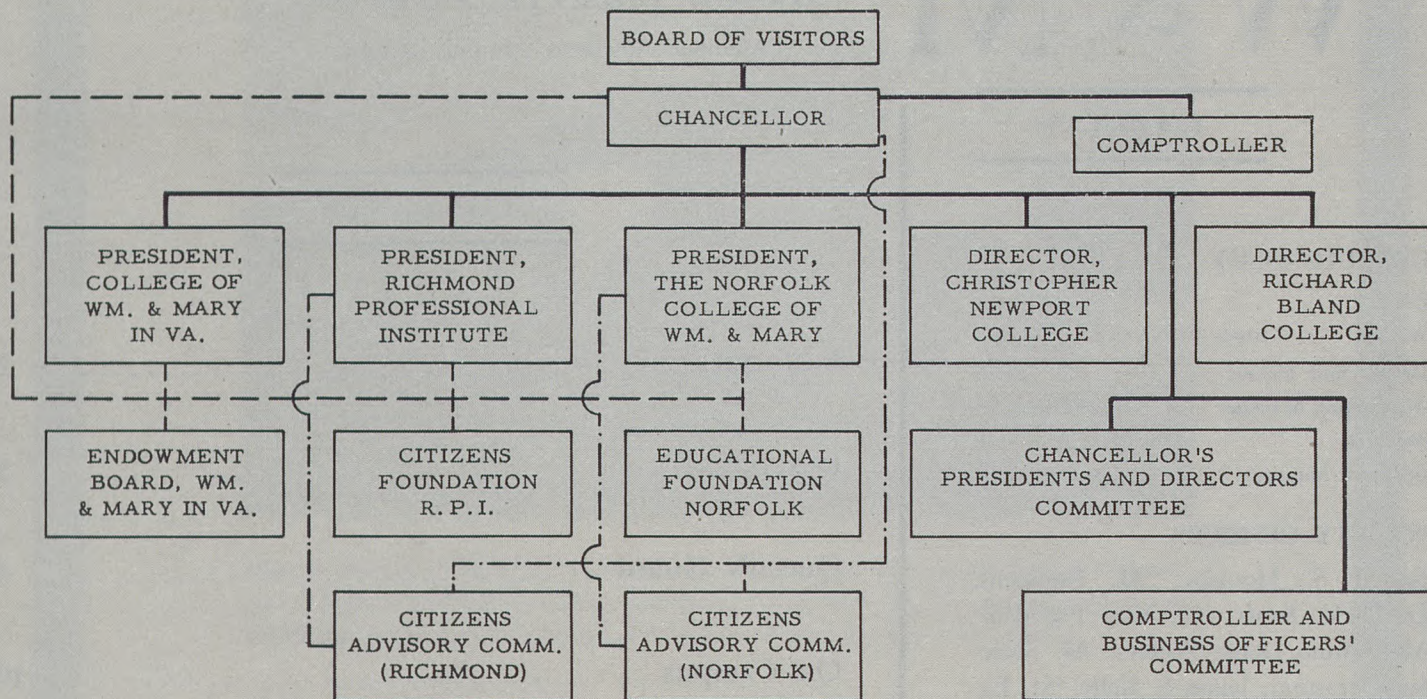 BOARD OF VISITORS
CHANCELLOR
COMPTROLLER
PRESIDENT,
COLLEGE OF
WM. & MARY
IN VA.
PRESIDENT,
RICHMOND
PROFESSIONAL
INSTITUTE
PRESIDENT,
THE NORFOLK
COLLEGE OF
WM. & MARY
DIRECTOR,
CHRISTOPHER
NEWPORT
COLLEGE
DIRECTOR,
RICHARD
BLAND
COLLEGE
ENDOWMENT
BOARD, WM.
& MARY IN VA.
CITIZENS
FOUNDATION
R. P. I.
EDUCATIONAL
FOUNDATION
NORFOLK
CHANCELLOR'S
PRESIDENTS AND DIRECTORS
COMMITTEE
CITIZENS
ADVISORY COMM.
(RICHMOND)
CITIZENS
ADVISORY COMM.
(NORFOLK)
COMPTROLLER AND
BUSINESS OFFICERS'
COMMITTEE